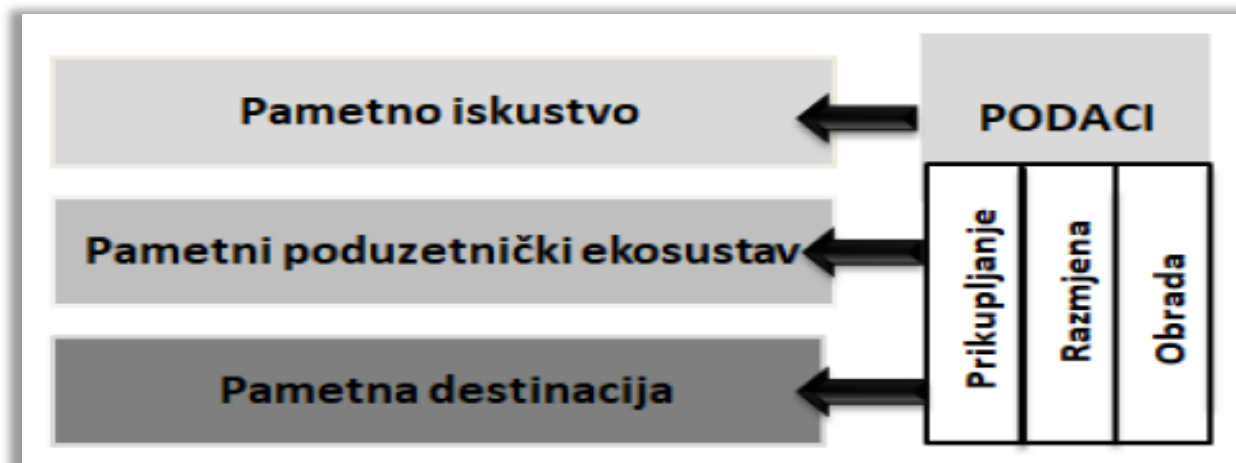 Pametno iskustvo
PODACI
Pametni poduzetnički ekosustav
Pametna destinacija
Prikupljanje
Razmjena
Obrada